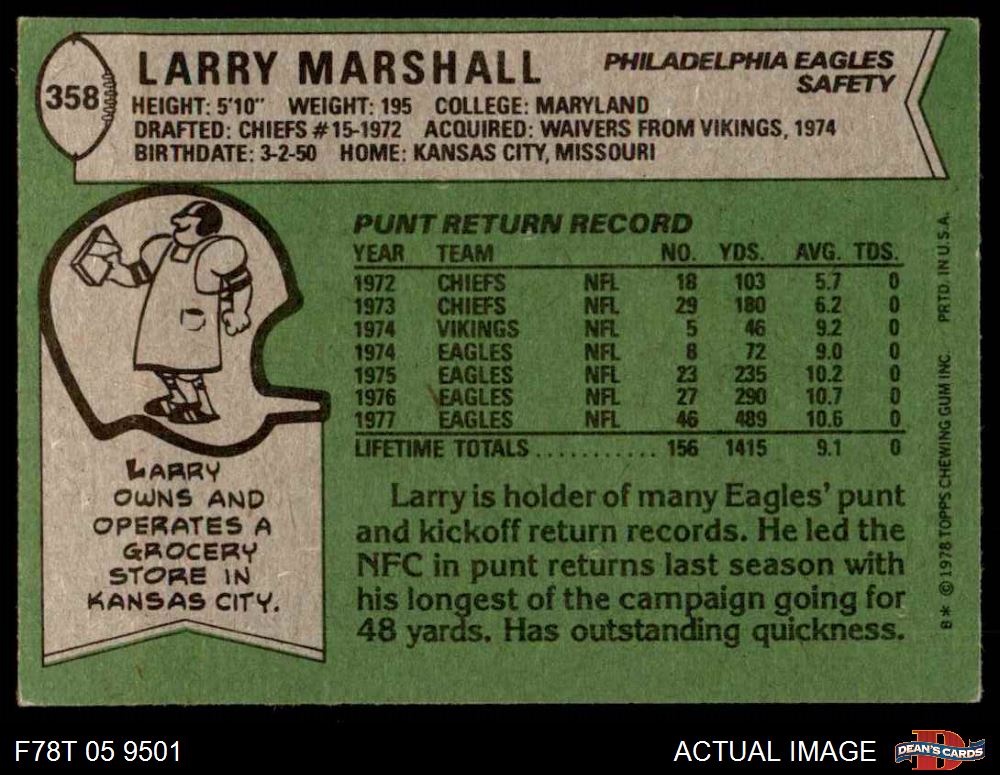 358
LARRY MARSHALL
PHILADELPHIA EAGLES
SAFETY
HEIGHT: 5'10" WEIGHT: 195 COLLEGE: MARYLAND
DRAFTED: CHIEFS #15-1972 ACQUIRED: WAIVERS FROM VIKINGS, 1974
BIRTHDATE: 3-2-50 HOME: KANSAS CITY, MISSOURI
PUNT RETURN RECORD
YEAR TEAM NO. YDS. AVG. TDS.
1972 CHIEFS NFL 18 103 5.7 0
1973 CHIEFS NFL 29 180 6.2 0
1974 VIKINGS NFL 5 46 9.2 0
1974 EAGLES NFL 8 72 9.0 0
1975 EAGLES NFL 23 235 10.2 0
1976 EAGLES NFL 27 290 10.7 0
1977 EAGLES NFL 46 489 10.6 0
LIFETIME TOTALS ........... 156 1415 9.1 0
LARRY
OWNS AND
OPERATES A
GROCERY
STORE IN
KANSAS CITY.
Larry is holder of many Eagles' punt
and kickoff return records. He led the
NFC in punt returns last season with
his longest of the campaign going for
48 yards. Has outstanding quickness.
B* ©1978 TOPPS CHEWING GUM INC. PRTD. IN U.S.A.
F78T 05 9501
ACTUAL IMAGE
DEAN'S CARDS